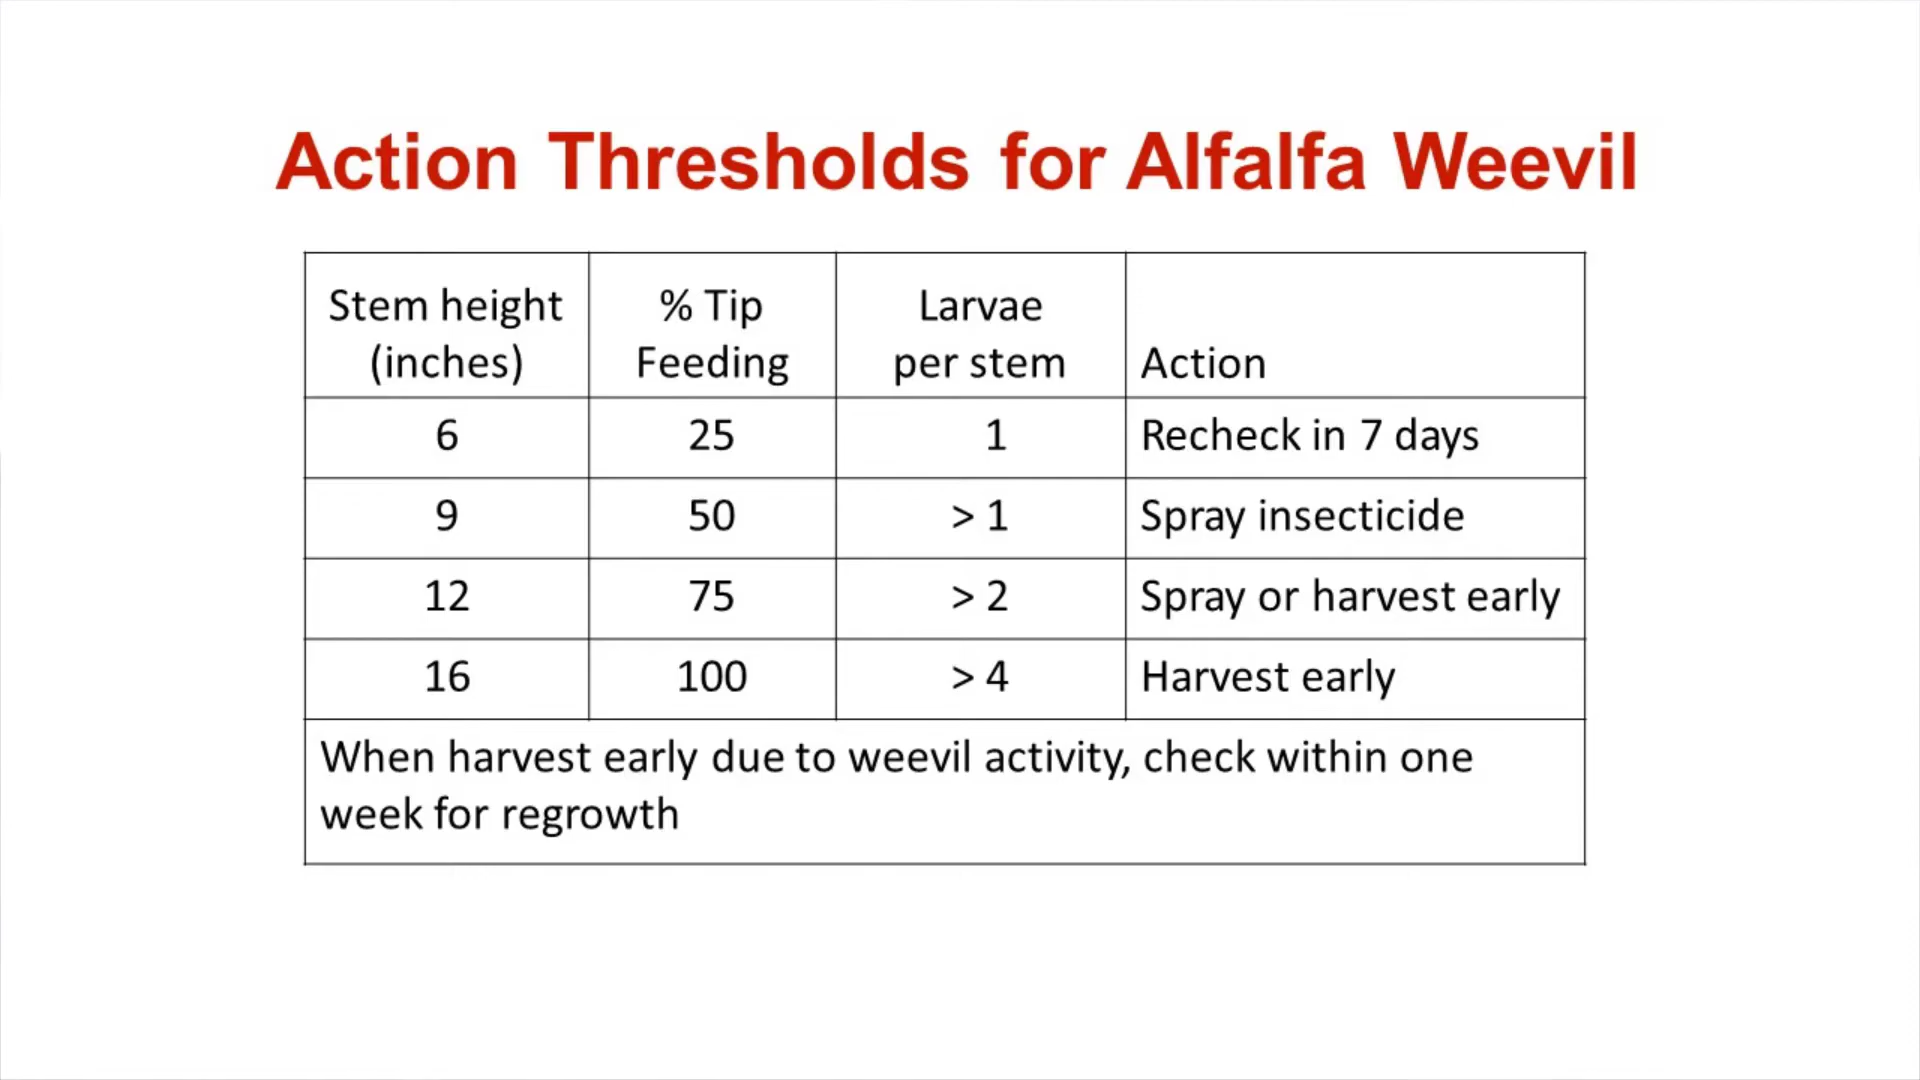 Action Thresholds for Alfalfa Weevil
Stem height (inches) % Tip Feeding Larvae per stem Action
6 25 1 Recheck in 7 days
9 50 > 1 Spray insecticide
12 75 > 2 Spray or harvest early
16 100 > 4 Harvest early
When harvest early due to weevil activity, check within one
week for regrowth